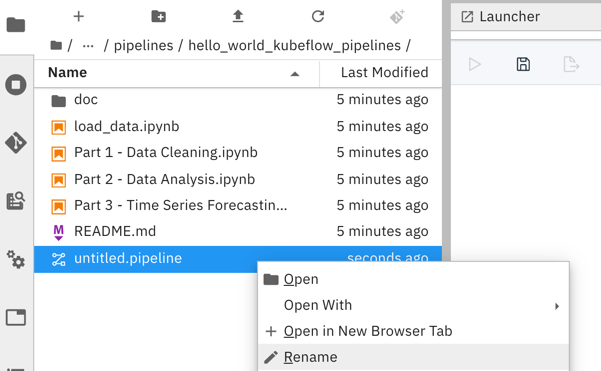 Launcher
/ ... / pipelines / hello_world_kubeflow_pipelines /
Name Last Modified
doc 5 minutes ago
load_data.ipynb 5 minutes ago
Part 1 - Data Cleaning.ipynb 5 minutes ago
Part 2 - Data Analysis.ipynb 5 minutes ago
Part 3 - Time Series Forecastin... 5 minutes ago
M README.md 5 minutes ago
untitled.pipeline seconds ago
Open
Open With
Open in New Browser Tab
Rename